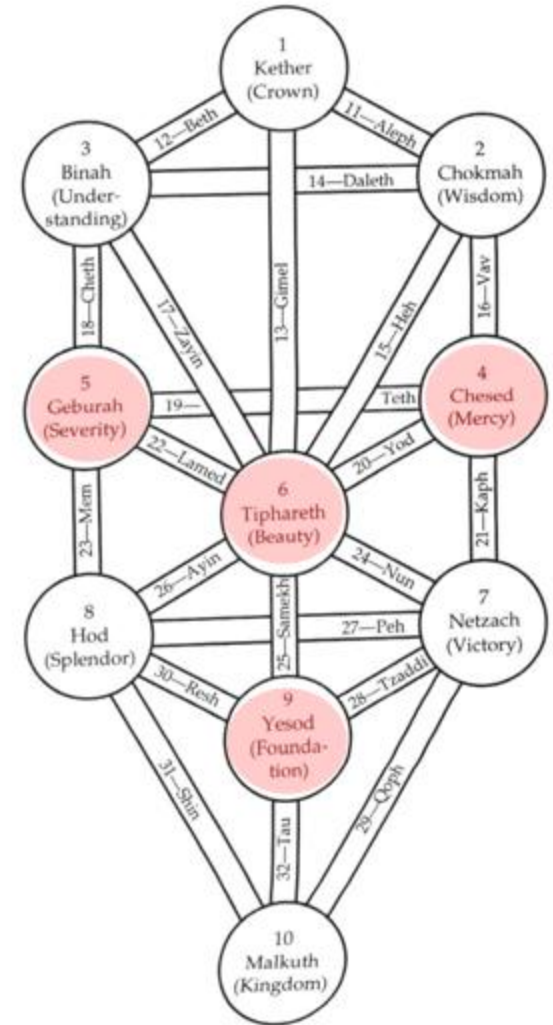 1
Kether
(Crown)
12—Beth
11—Aleph
3
Binah
(Under-
standing)
2
Chokmah
(Wisdom)
14—Daleth
18—Cheth
17—Zayin
13—Gimel
15—Heh
16—Vav
5
Geburah
(Severity)
4
Chesed
(Mercy)
19—
Teth
22—Lamed
20—Yod
6
Tiphareth
(Beauty)
23—Mem
21—Kaph
26—Ayin
24—Nun
8
Hod
(Splendor)
25—Samekh
27—Peh
7
Netzach
(Victory)
30—Resh
28—Tzaddi
9
Yesod
(Founda-
tion)
31—Shin
32—Tau
29—Qoph
10
Malkuth
(Kingdom)